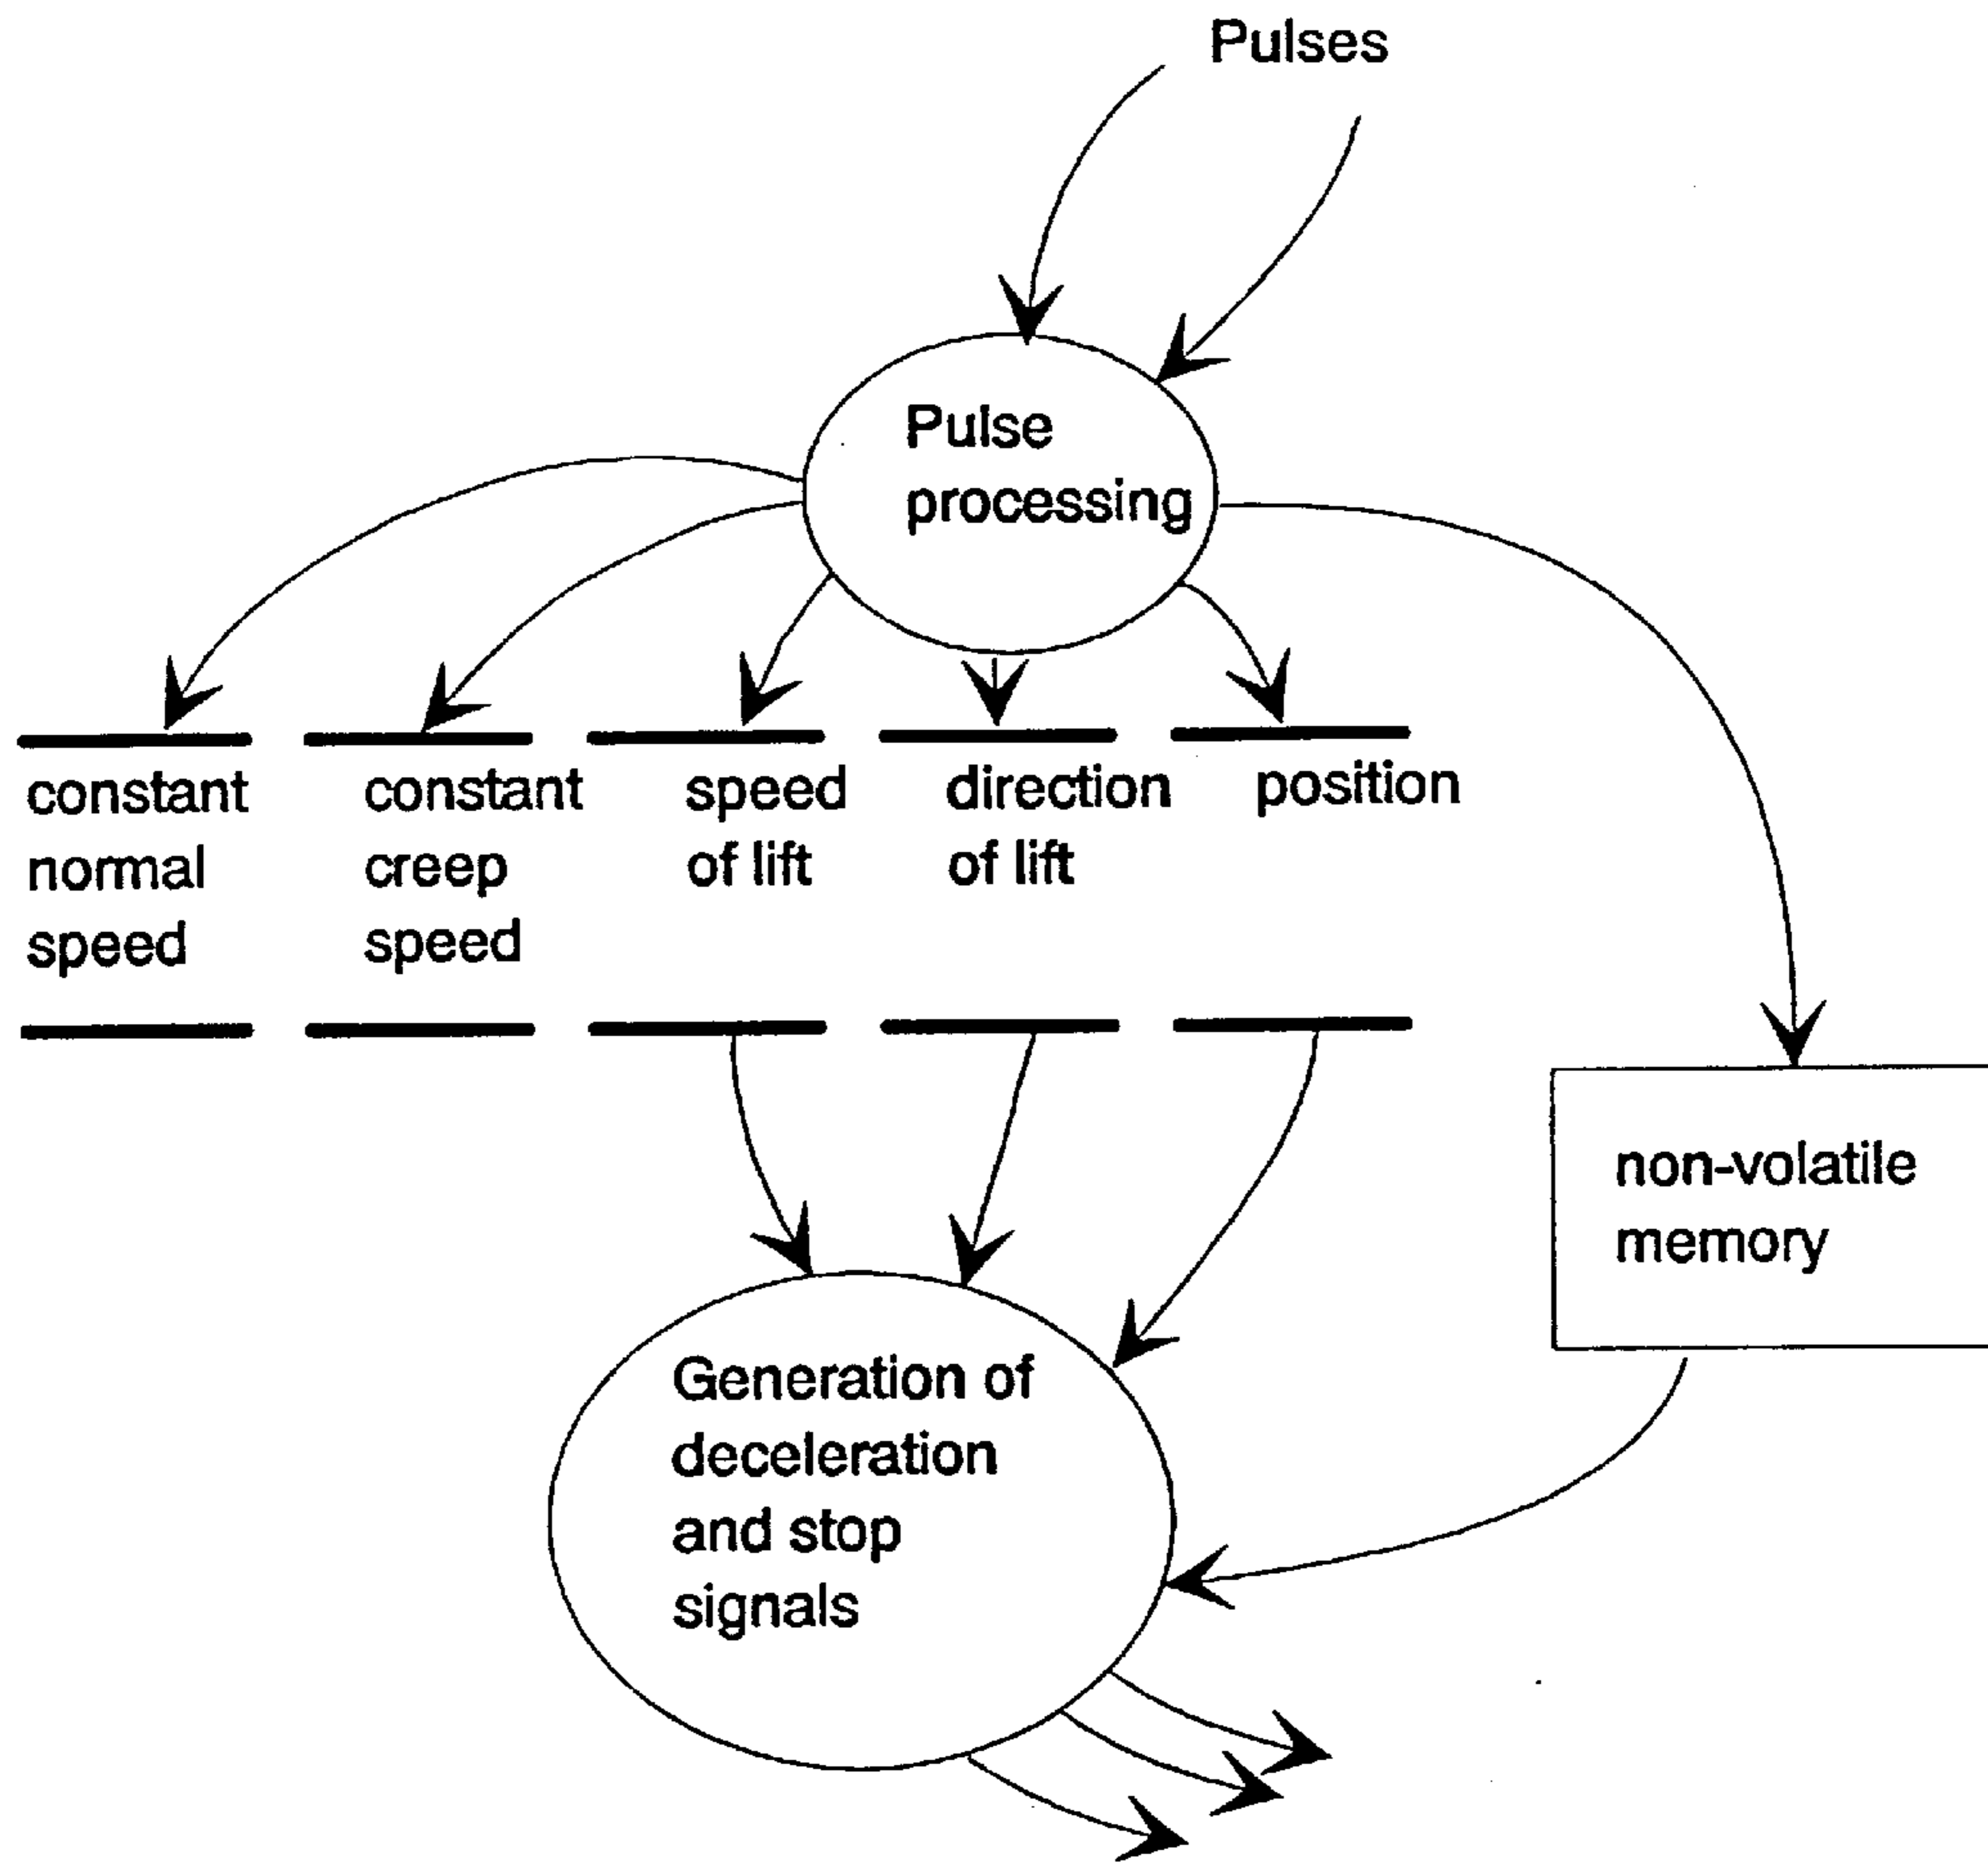 Pulses
Pulse
processing
constant
normal
speed
constant
creep
speed
speed
of lift
direction
of lift
position
non-volatile
memory
Generation of
deceleration
and stop
signals